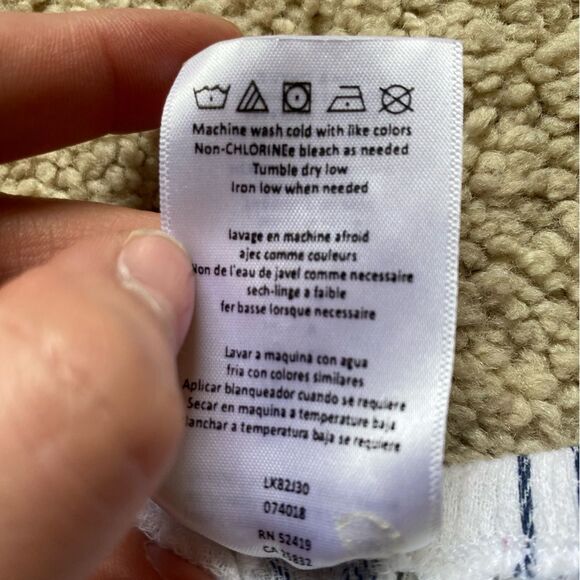 Machine wash cold with like colors
Non-CHLORINEe bleach as needed
Tumble dry low
Iron low when needed
lavage en machine afroid
ajec comme couleurs
Non de l'eau de javel comme necessaire
sech-linge a faible
fer basse lorsque necessaire
Lavar a maquina con agua
fria con colores similares
Aplicar blanqueador cuando se requiere
Secar en maquina a temperature baja
lanchar a temperatura baja se requiere
LK82J30
074018
RN 52419
CA 25832